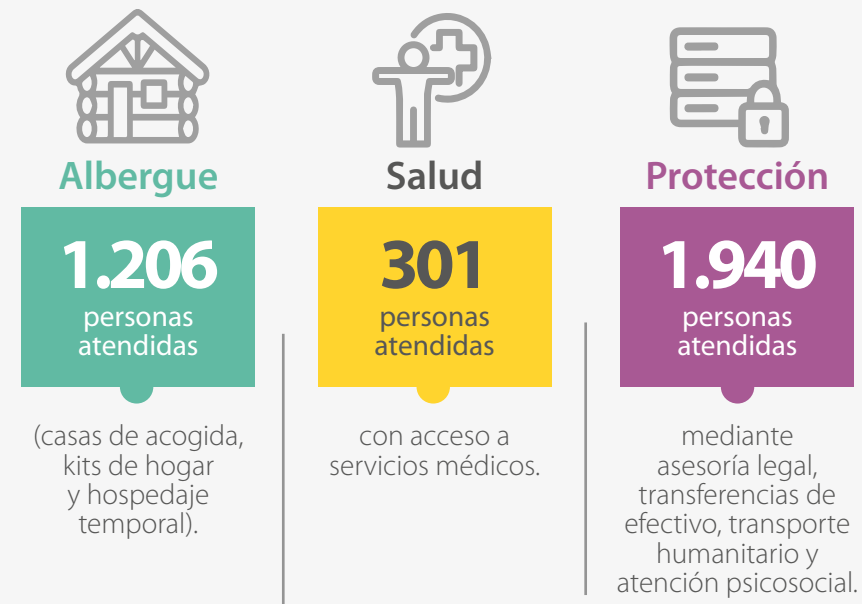 Albergue
1.206
personas
atendidas
(casas de acogida,
kits de hogar
y hospedaje
temporal).
Salud
301
personas
atendidas
con acceso a
servicios médicos.
Protección
1.940
personas
atendidas
mediante
asesoría legal,
transferencias de
efectivo, transporte
humanitario y
atención psicosocial.